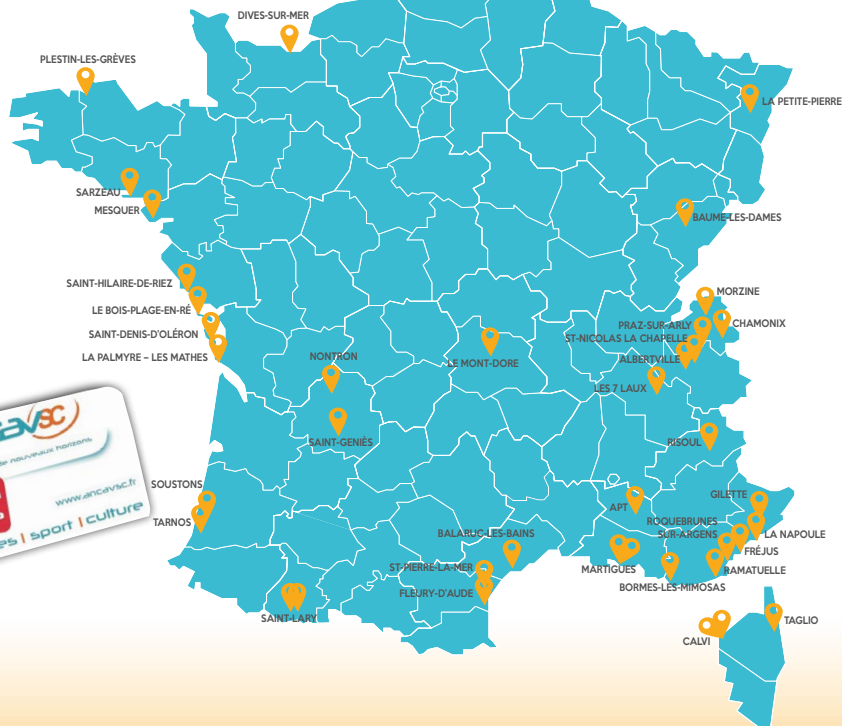 DIVES-SUR-MER
PLESTIN-LES-GRÈVES
LA PETITE-PIERRE
SARZEAU
MESQUER
BAUME-LES-DAMES
SAINT-HILAIRE-DE-RIEZ
MORZINE
LE BOIS-PLAGE-EN-RÉ
PRAZ-SUR-ARLY
CHAMONIX
SAINT-DENIS-D'OLÉRON
ST-NICOLAS LA CHAPELLE
LA PALMYRE – LES MATHES
NONTRON
LE MONT-DORE
ALBERTVILLE
LES 7 LAUX
SAINT-GENIÈS
RISOUL
ancavsc
de nouveaux horizons
www.ancavsc.fr
es | sport | culture
SOUSTONS
TARNOS
GILETTE
APT
ROQUEBRUNES
SUR-ARGENS
LA NAPOULE
BALARUC-LES-BAINS
FRÉJUS
ST-PIERRE-LA-MER
MARTIGUES
RAMATUELLE
FLEURY-D'AUDE
BORMES-LES-MIMOSAS
SAINT-LARY
TAGLIO
CALVI